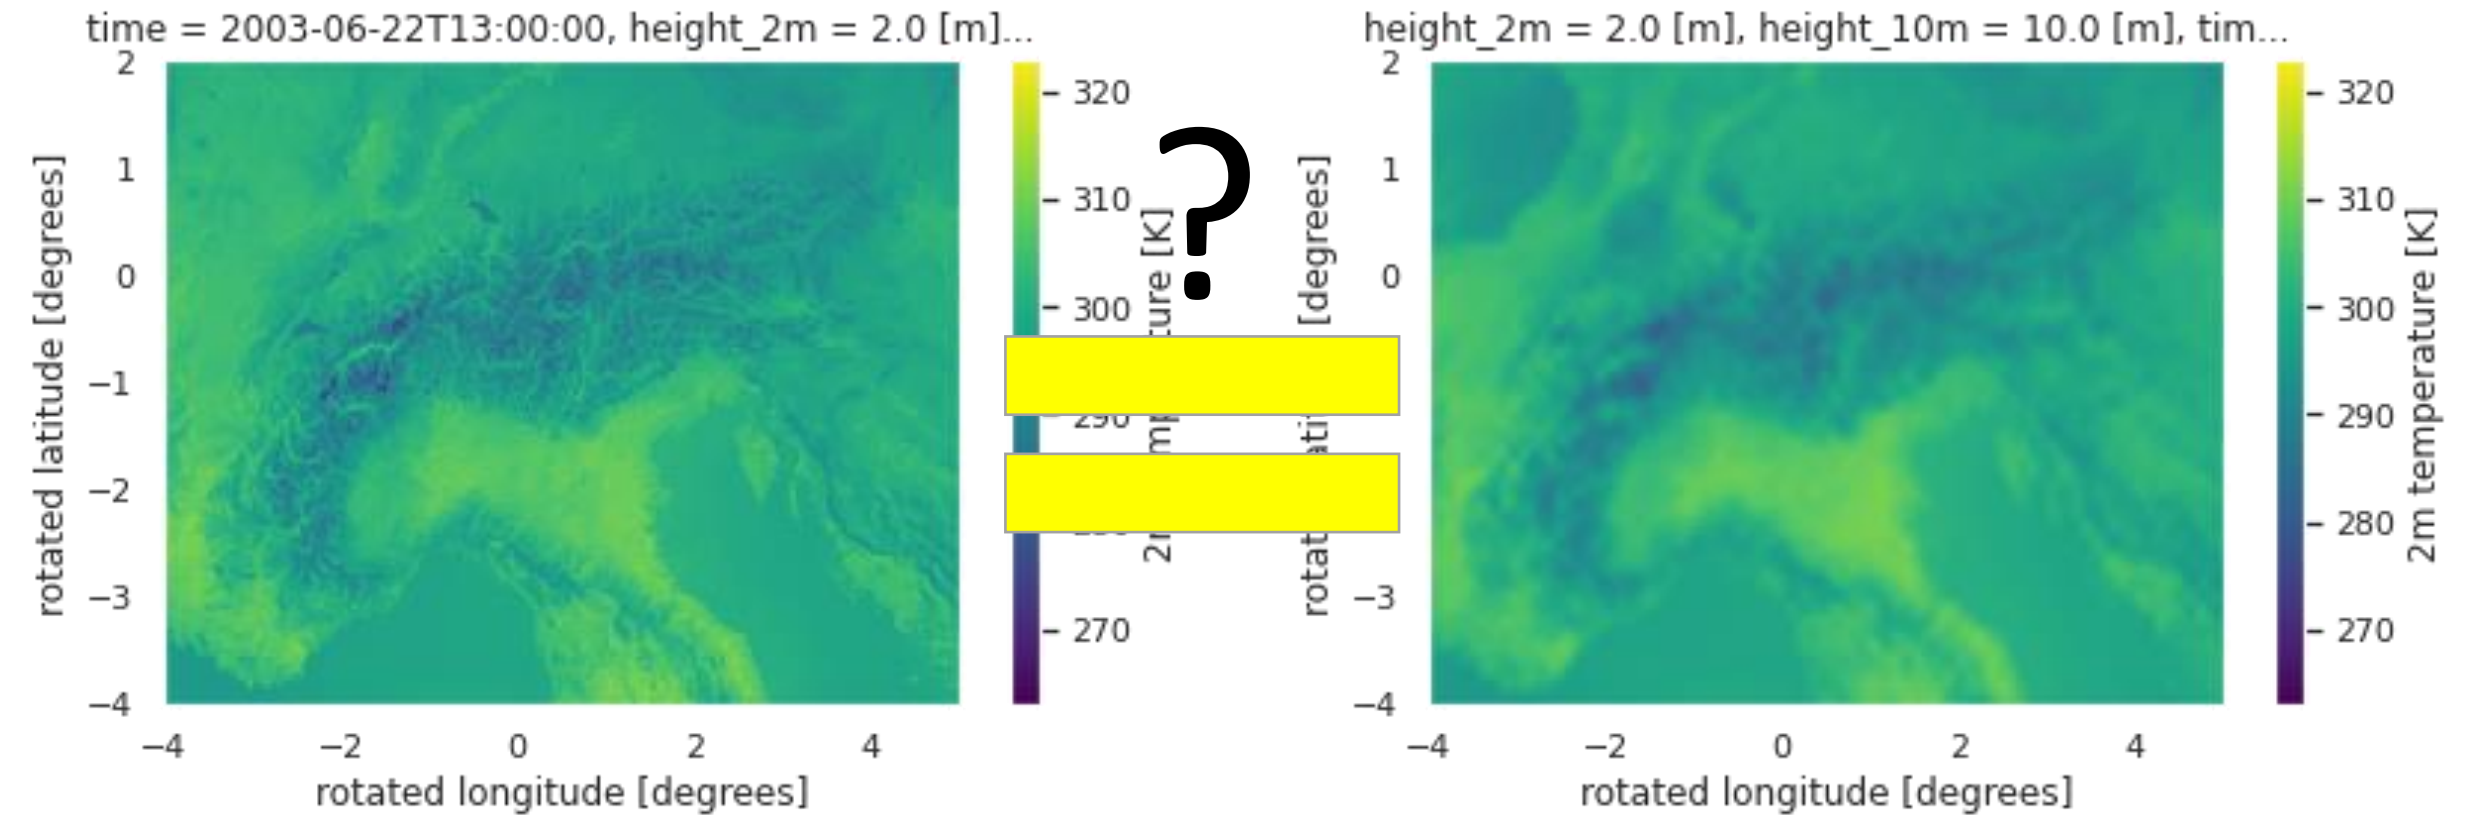 time = 2003-06-22T13:00:00, height_2m = 2.0 [m]...
2
1
0
−1
−2
−3
−4
rotated latitude [degrees]
−4 −2 0 2 4
rotated longitude [degrees]
320
310
300
290
270
[K]
?
height_2m = 2.0 [m], height_10m = 10.0 [m], tim...
2
1
0
−3
−4
[degrees]
−4 −2 0 2 4
rotated longitude [degrees]
320
310
300
290
280
270
2m temperature [K]